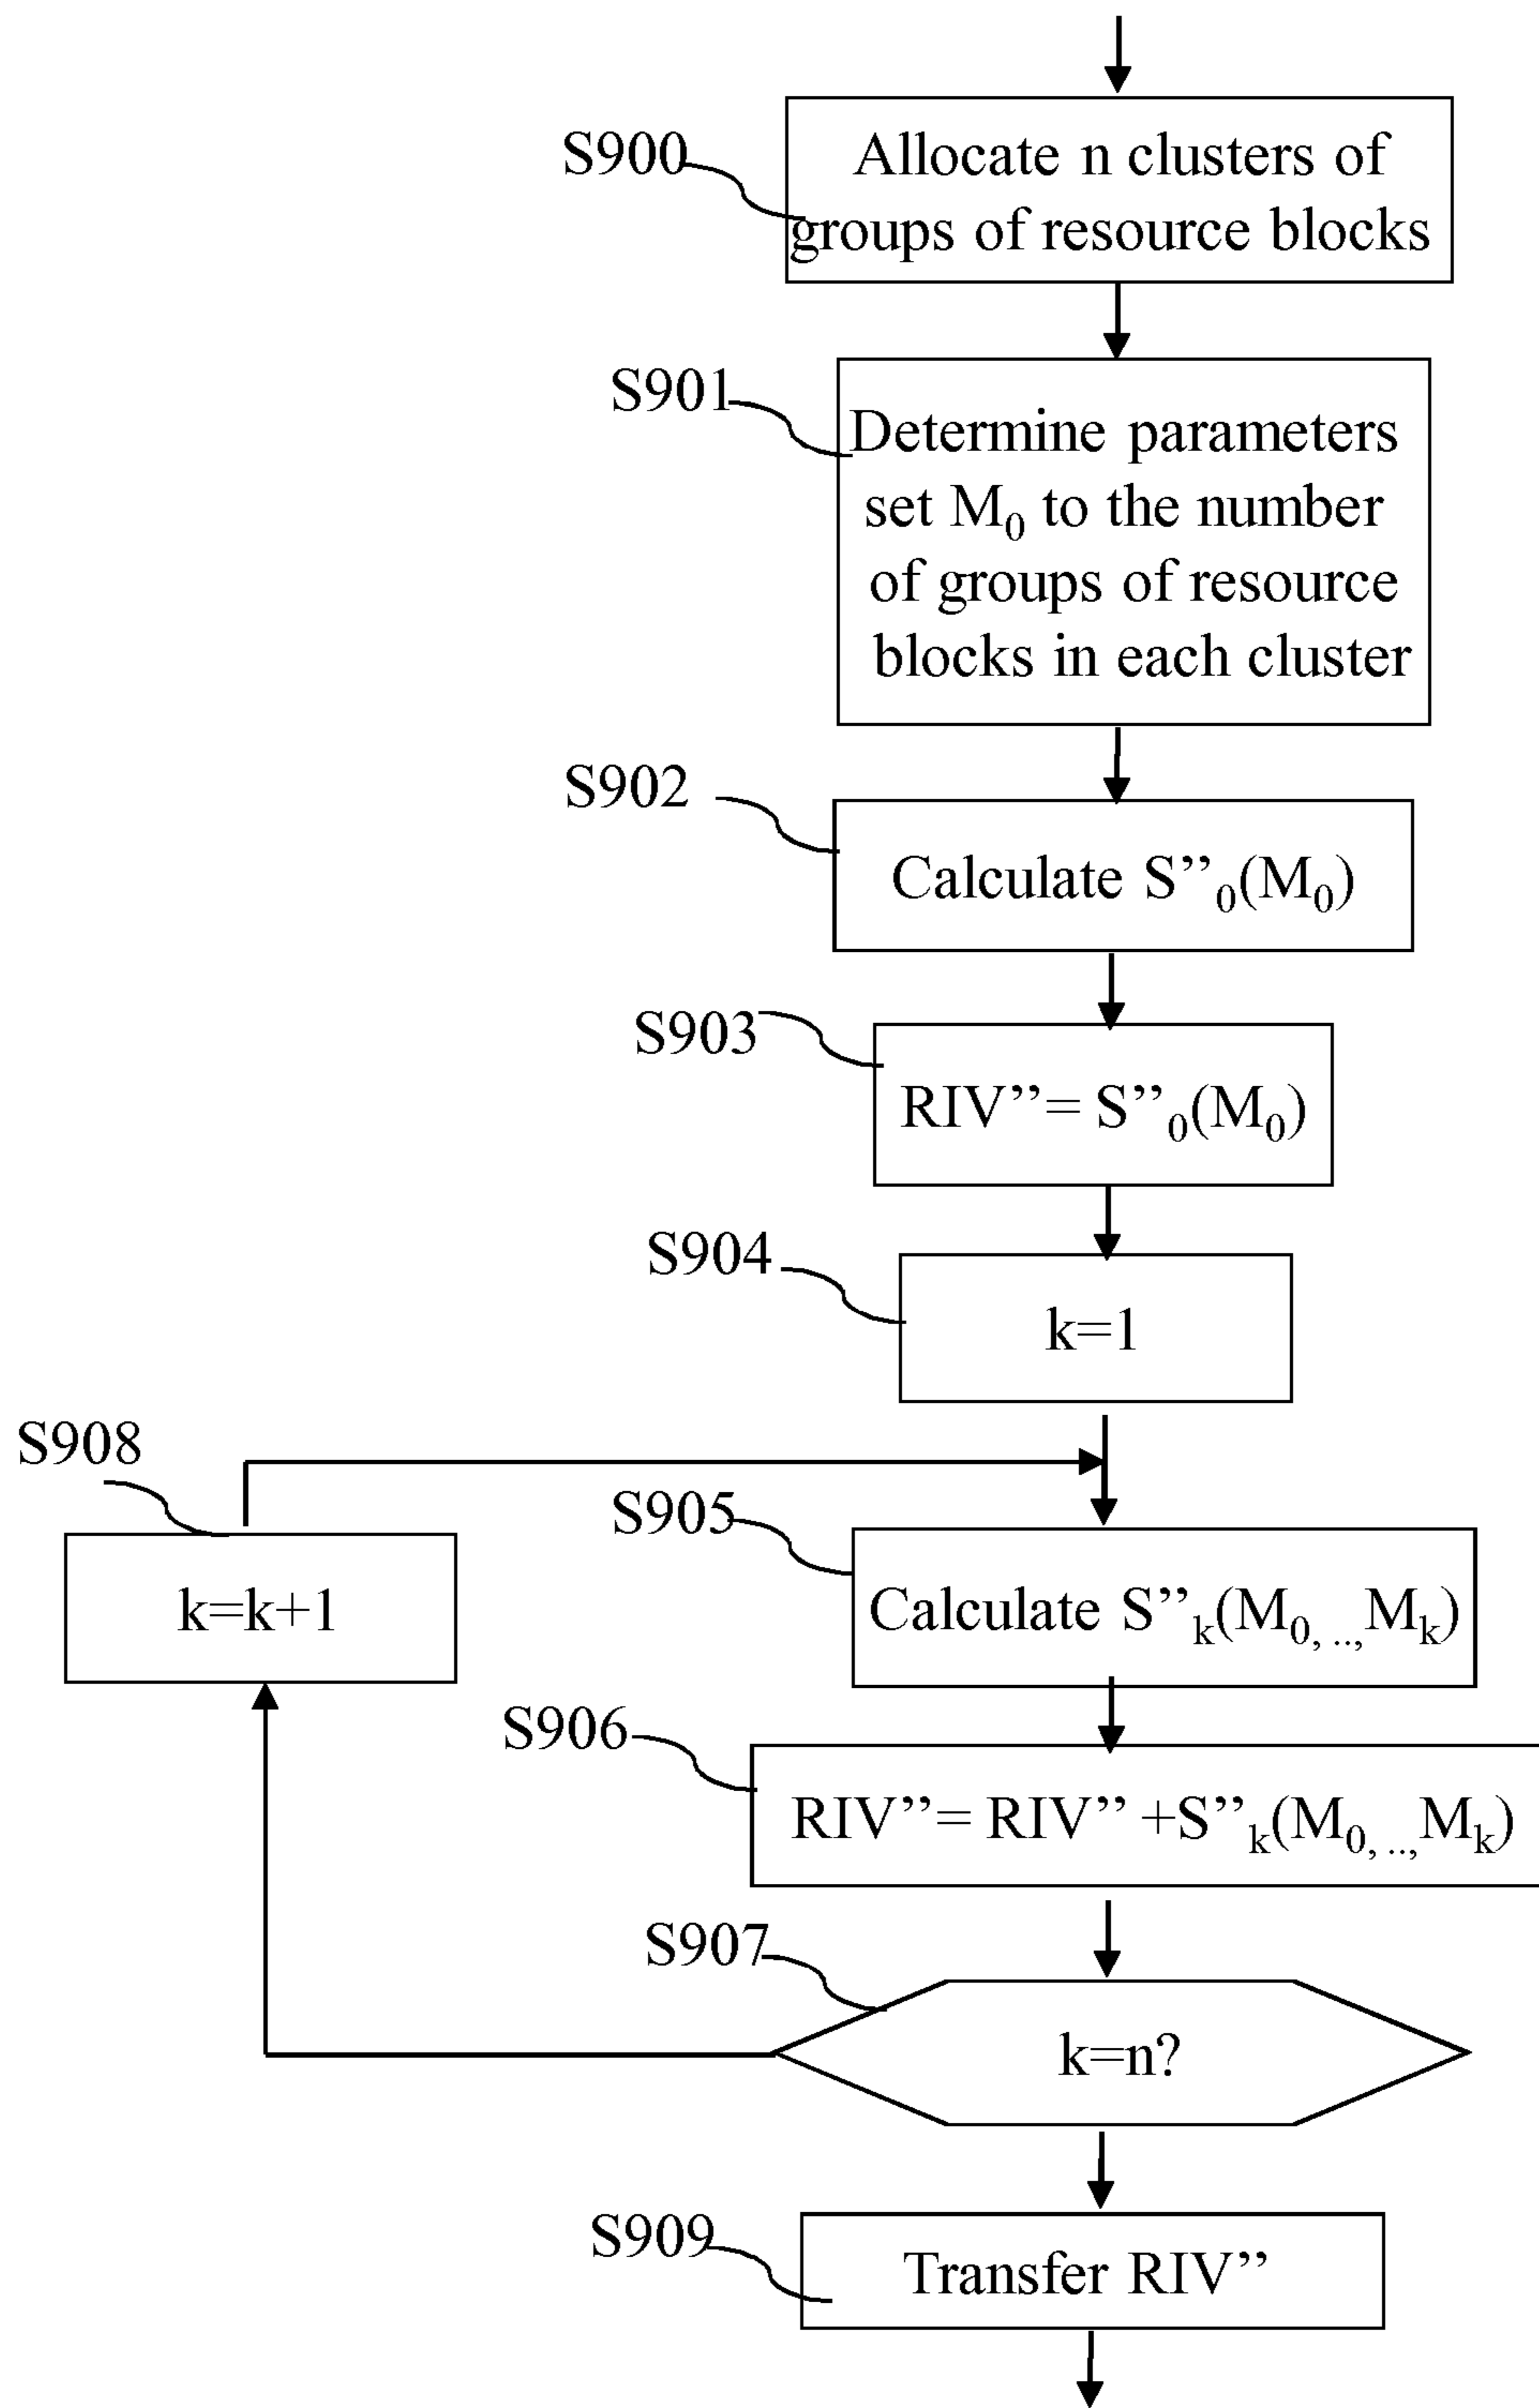 S900
Allocate n clusters of
groups of resource blocks
S901
Determine parameters
set M₀ to the number
of groups of resource
blocks in each cluster
S902
Calculate S”₀(M₀)
S903
RIV”= S”₀(M₀)
S904
k=1
S908
k=k+1
S905
Calculate S”ₖ(M₀, ..,Mₖ)
S906
RIV”= RIV” +S”ₖ(M₀, ..,Mₖ)
S907
k=n?
S909
Transfer RIV”